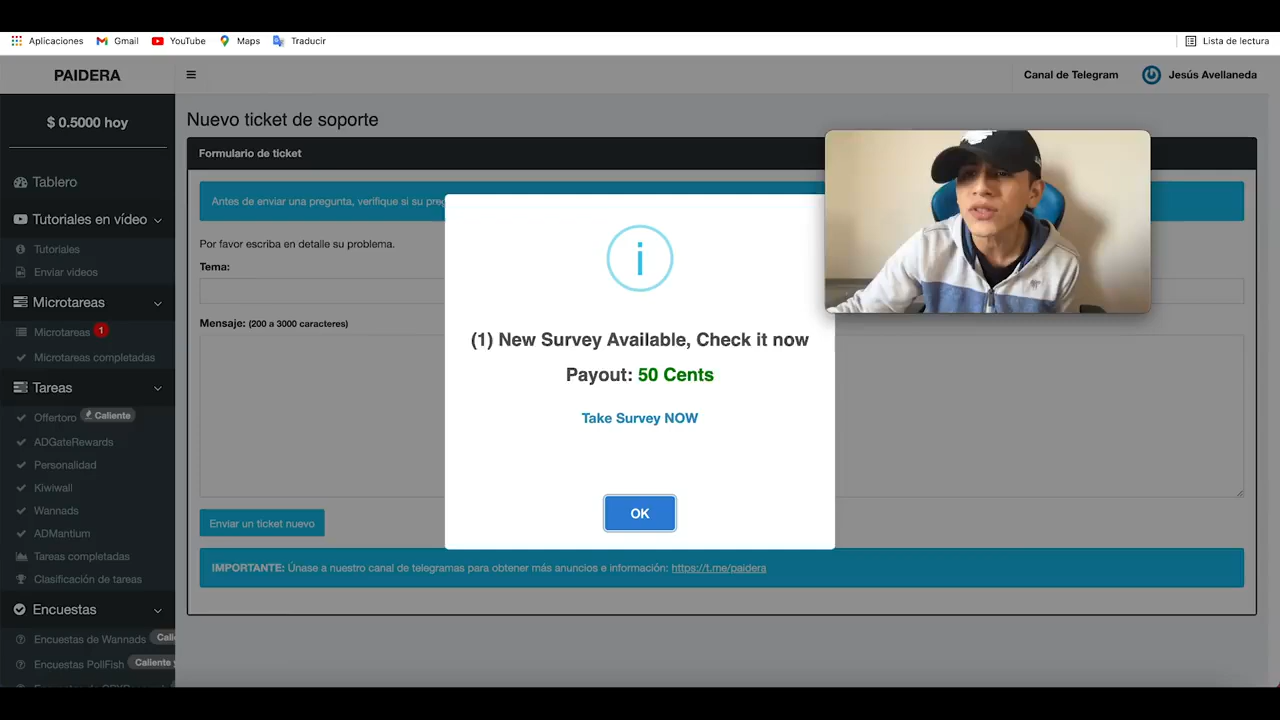 Aplicaciones Gmail YouTube Maps Traducir Lista de lectura
PAIDERA
Canal de Telegram Jesús Avellaneda
$ 0.5000 hoy
Tablero
Tutoriales en vídeo
Tutoriales
Enviar videos
Microtareas
Microtareas 1
Microtareas completadas
Tareas
Offertoro Caliente
ADGateRewards
Personalidad
Kiwiwall
Wannads
ADMantium
Tareas completadas
Clasificación de tareas
Encuestas
Encuestas de Wannads
Encuestas PollFish Caliente y
Nuevo ticket de soporte
Formulario de ticket
Antes de enviar una pregunta, verifique si su
Por favor escriba en detalle su problema.
Tema:
Mensaje: (200 a 3000 caracteres)
Enviar un ticket nuevo
IMPORTANTE: Únase a nuestro canal de telegramas para obtener más anuncios e información: https://t.me/paidera
i
(1) New Survey Available, Check it now
Payout: 50 Cents
Take Survey NOW
OK